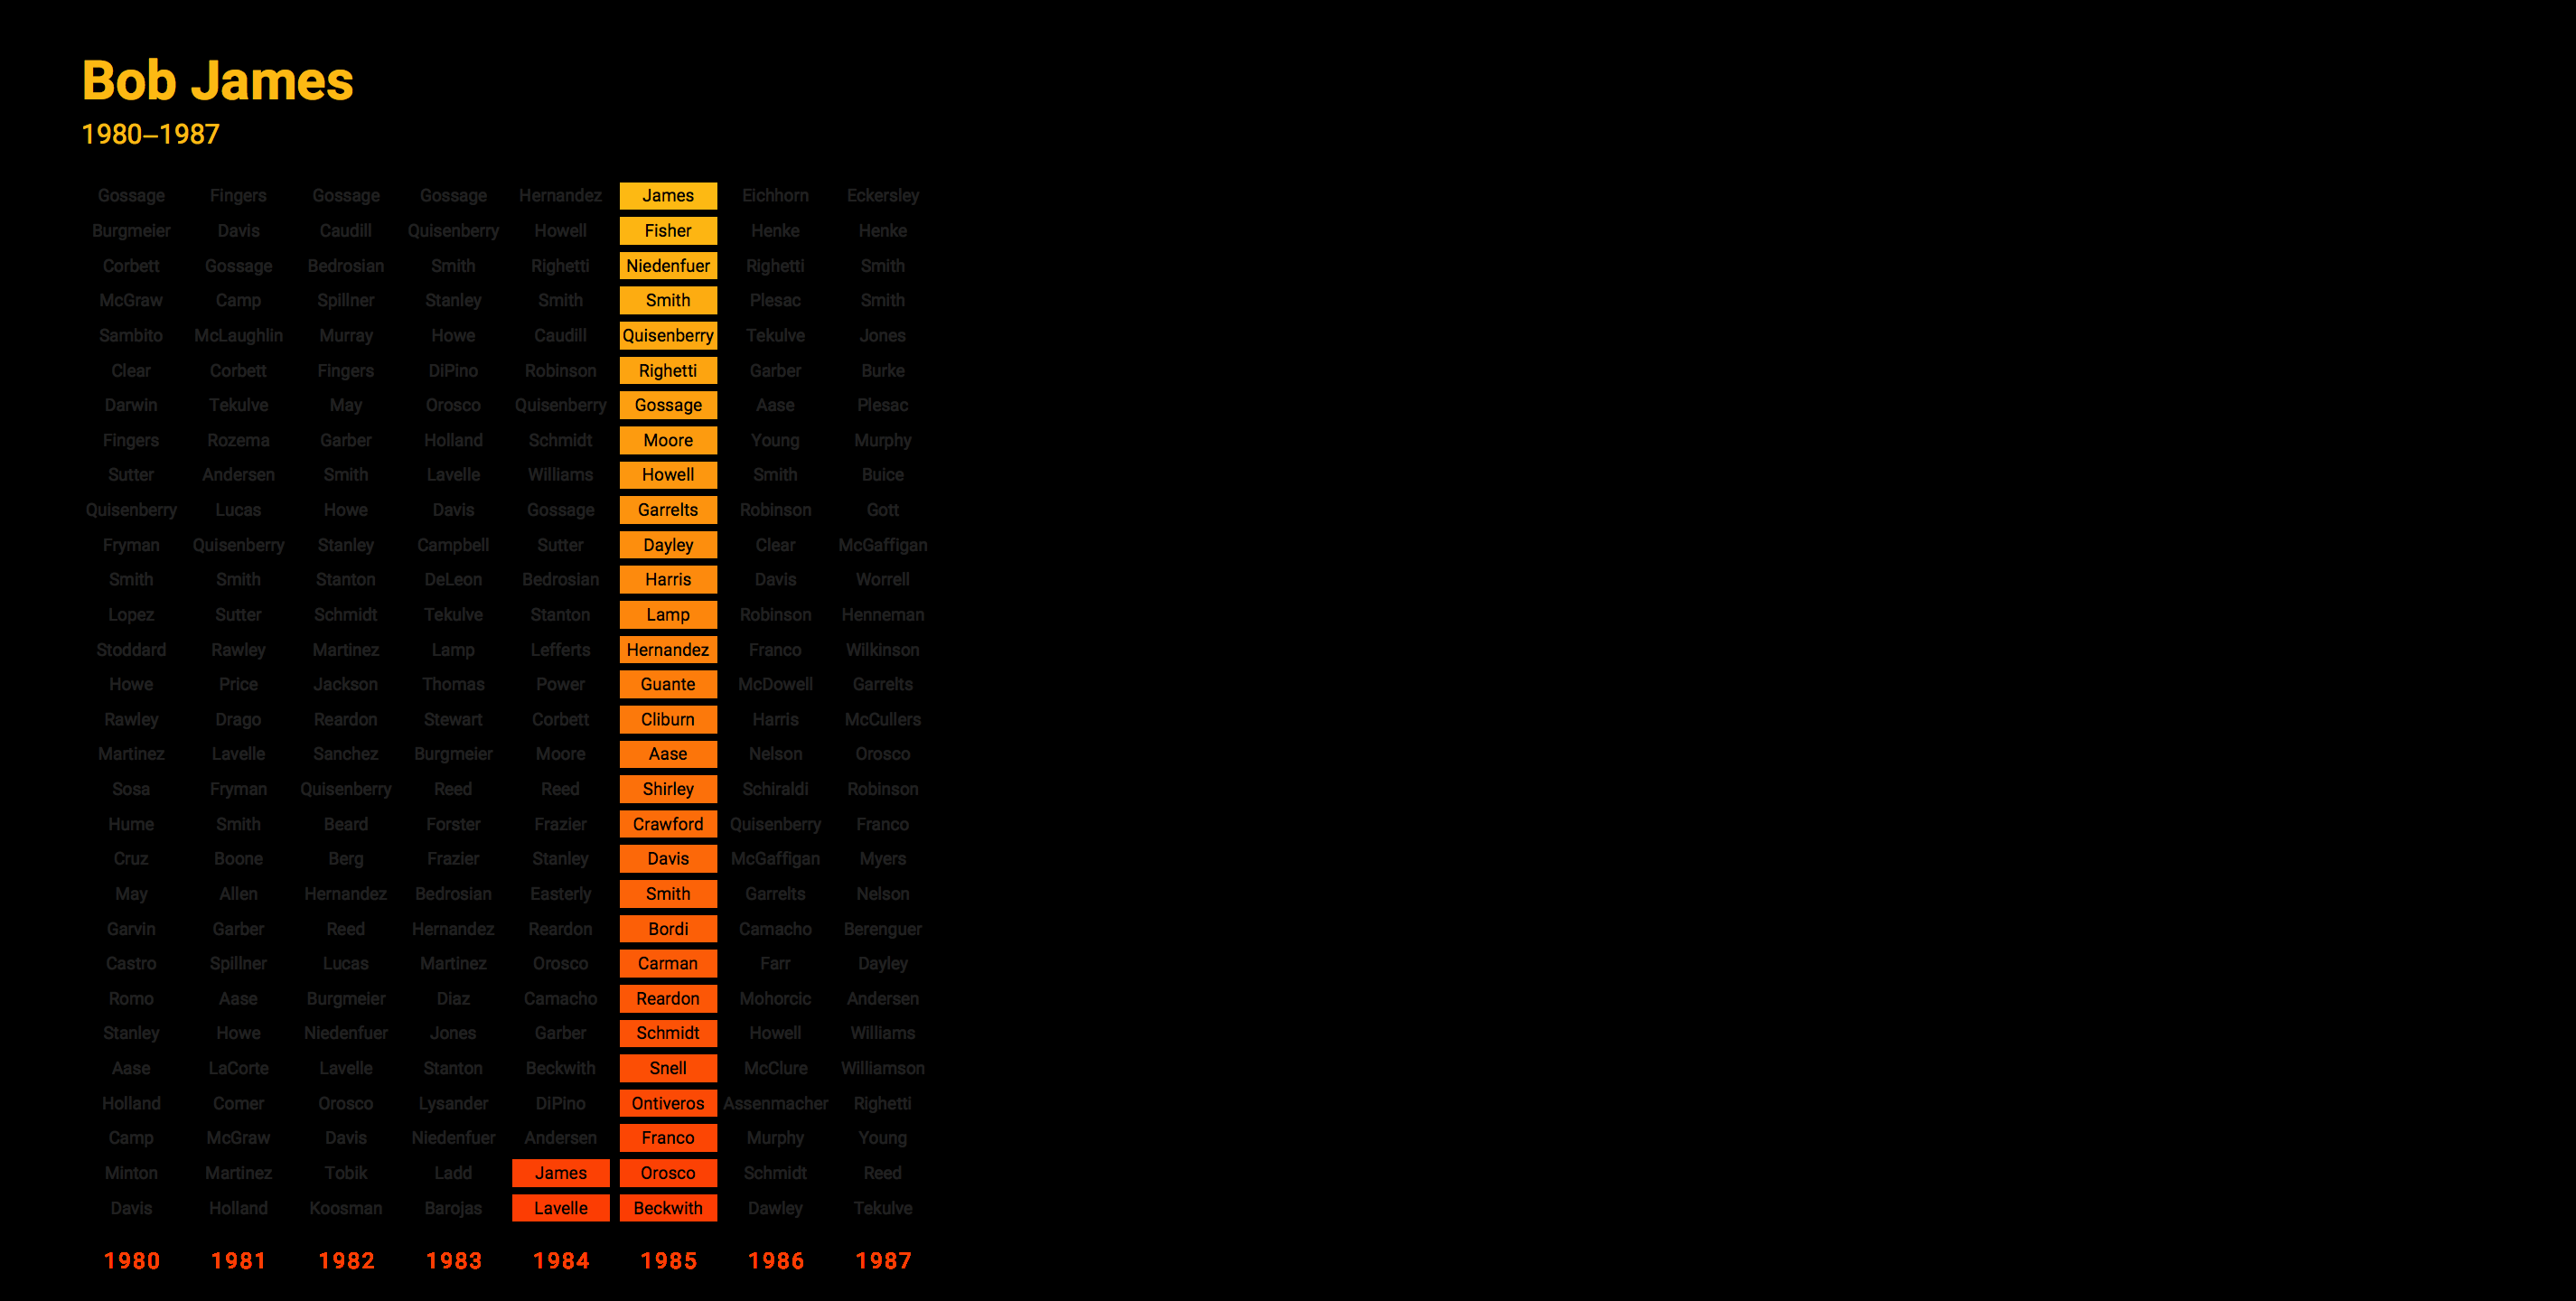 Bob James
1980–1987
Gossage Fingers Gossage Gossage Hernandez James Eichhorn Eckersley
Burgmeier Davis Caudill Quisenberry Howell Fisher Henke Henke
Corbett Gossage Bedrosian Smith Righetti Niedenfuer Righetti Smith
McGraw Camp Spillner Stanley Smith Smith Plesac Smith
Sambito McLaughlin Murray Howe Caudill Quisenberry Tekulve Jones
Clear Corbett Fingers DiPino Robinson Righetti Garber Burke
Darwin Tekulve May Orosco Quisenberry Gossage Aase Plesac
Fingers Rozema Garber Holland Schmidt Moore Young Murphy
Sutter Andersen Smith Lavelle Williams Howell Smith Buice
Quisenberry Lucas Howe Davis Gossage Garrelts Robinson Gott
Fryman Quisenberry Stanley Campbell Sutter Dayley Clear McGaffigan
Smith Smith Stanton DeLeon Bedrosian Harris Davis Worrell
Lopez Sutter Schmidt Tekulve Stanton Lamp Robinson Henneman
Stoddard Rawley Martinez Lamp Lefferts Hernandez Franco Wilkinson
Howe Price Jackson Thomas Power Guante McDowell Garrelts
Rawley Drago Reardon Stewart Corbett Cliburn Harris McCullers
Martinez Lavelle Sanchez Burgmeier Moore Aase Nelson Orosco
Sosa Fryman Quisenberry Reed Reed Shirley Schiraldi Robinson
Hume Smith Beard Forster Frazier Crawford Quisenberry Franco
Cruz Boone Berg Frazier Stanley Davis McGaffigan Myers
May Allen Hernandez Bedrosian Easterly Smith Garrelts Nelson
Garvin Garber Reed Hernandez Reardon Bordi Camacho Berenguer
Castro Spillner Lucas Martinez Orosco Carman Farr Dayley
Romo Aase Burgmeier Diaz Camacho Reardon Mohorcic Andersen
Stanley Howe Niedenfuer Jones Garber Schmidt Howell Williams
Aase LaCorte Lavelle Stanton Beckwith Snell McClure Williamson
Holland Comer Orosco Lysander DiPino Ontiveros Assenmacher Righetti
Camp McGraw Davis Niedenfuer Andersen Franco Murphy Young
Minton Martinez Tobik Ladd James Orosco Schmidt Reed
Davis Holland Koosman Barojas Lavelle Beckwith Dawley Tekulve
1980 1981 1982 1983 1984 1985 1986 1987